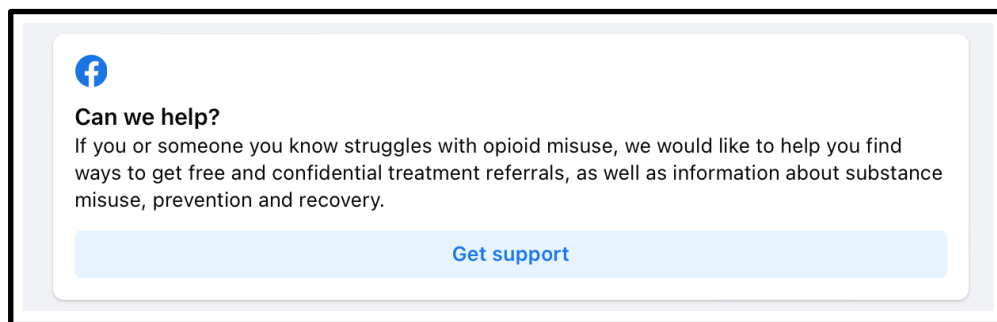 Can we help?
If you or someone you know struggles with opioid misuse, we would like to help you find
ways to get free and confidential treatment referrals, as well as information about substance
misuse, prevention and recovery.
Get support